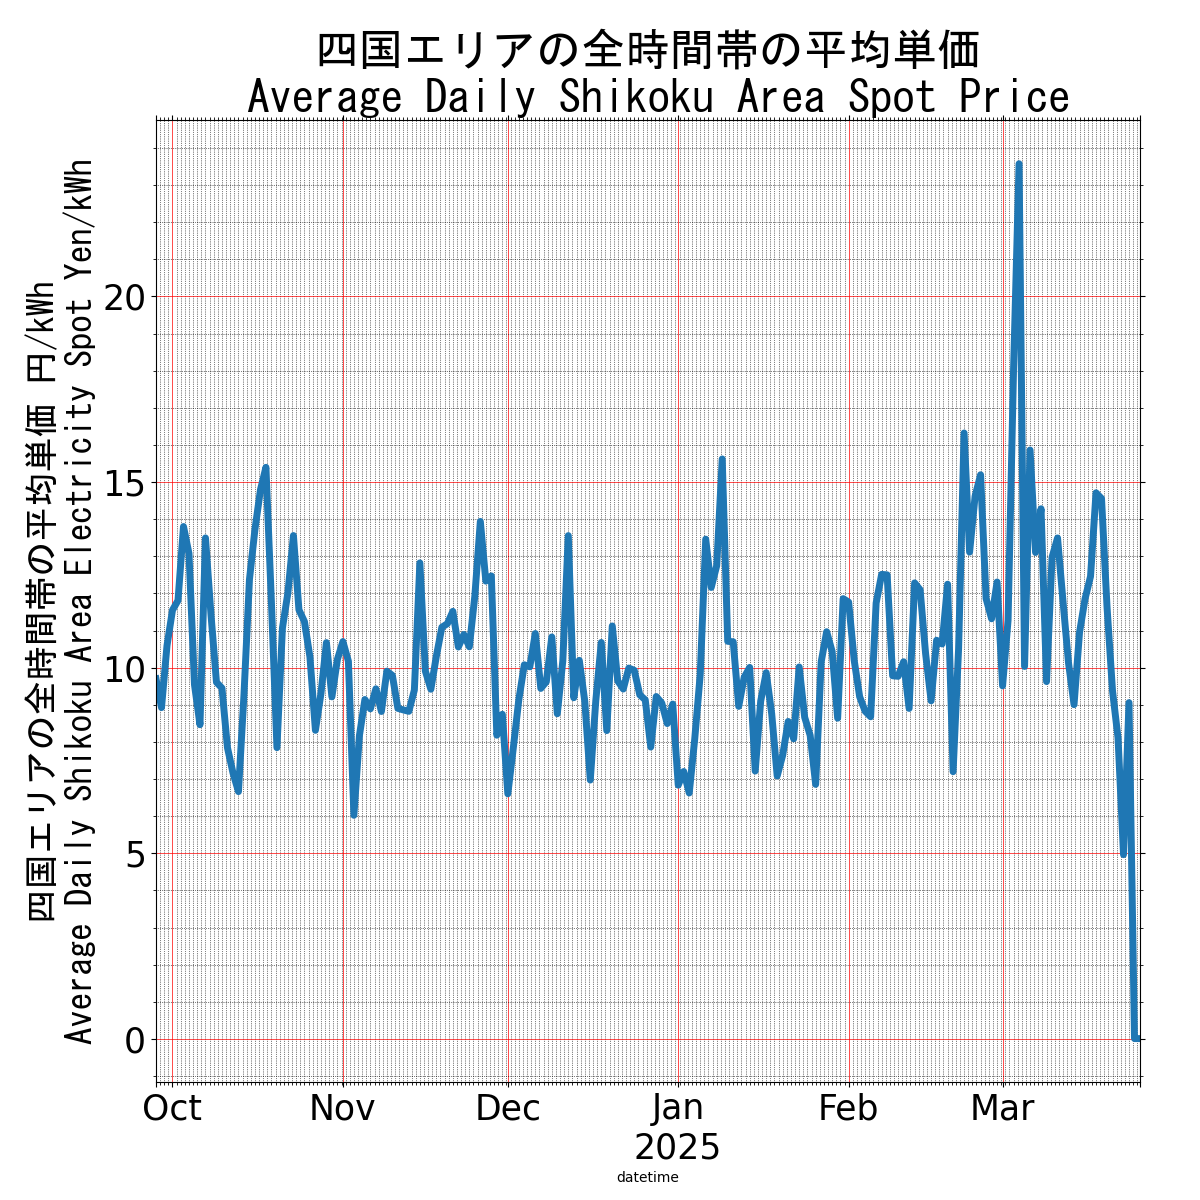 四国エリアの全時間帯の平均単価
Average Daily Shikoku Area Spot Price
四国エリアの全時間帯の平均単価 円/kWh
Average Daily Shikoku Area Electricity Spot Yen/kWh
20
15
10
5
0
Oct Nov Dec Jan Feb Mar
2025
datetime